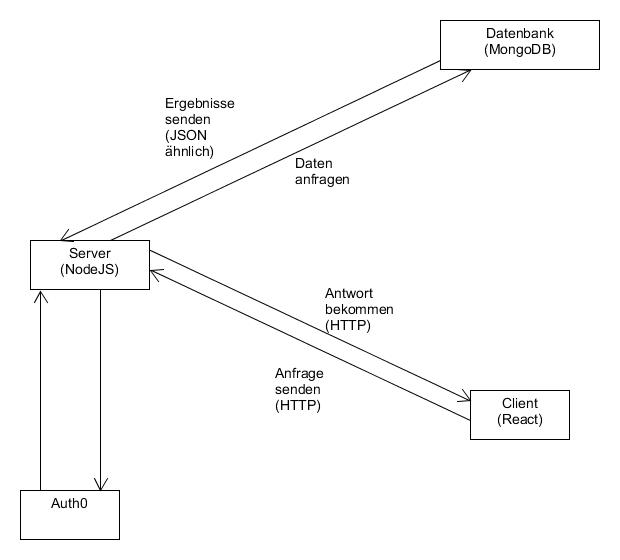 Datenbank
(MongoDB)
Ergebnisse
senden
(JSON
ähnlich)
Daten
anfragen
Server
(NodeJS)
Antwort
bekommen
(HTTP)
Anfrage
senden
(HTTP)
Client
(React)
Auth0